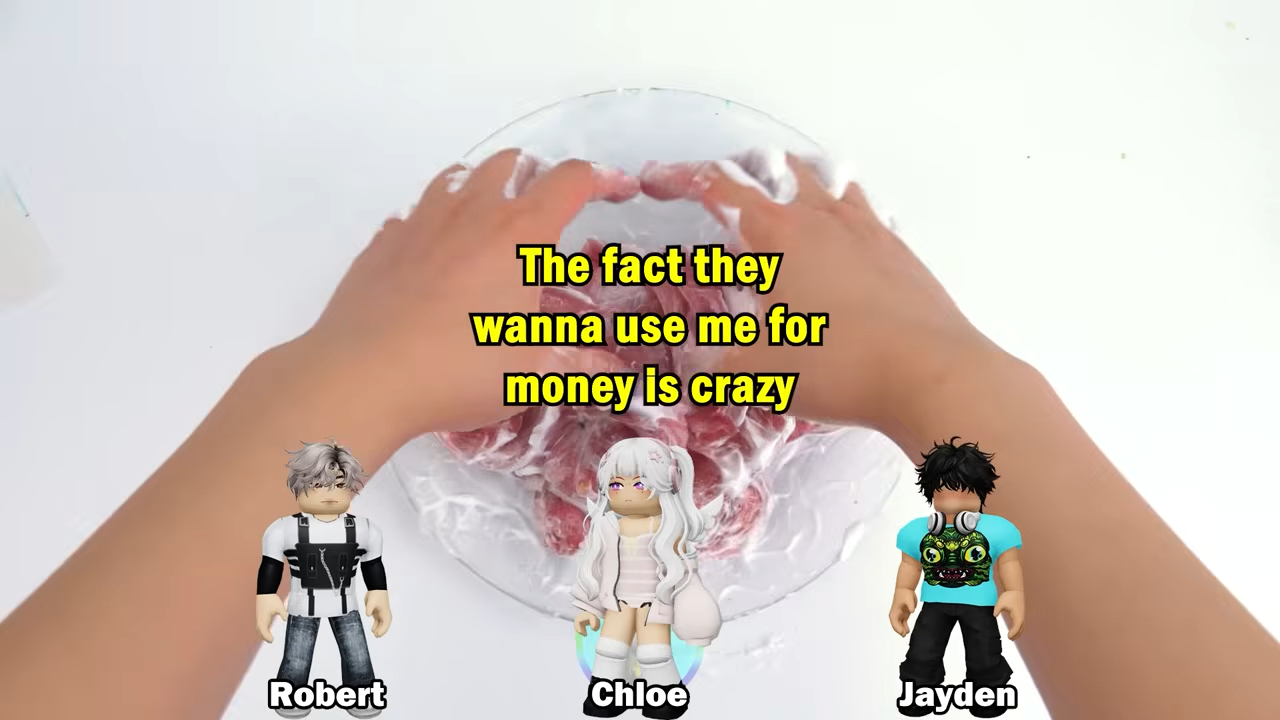 The fact they
wanna use me for
money is crazy
Robert
Chloe
Jayden